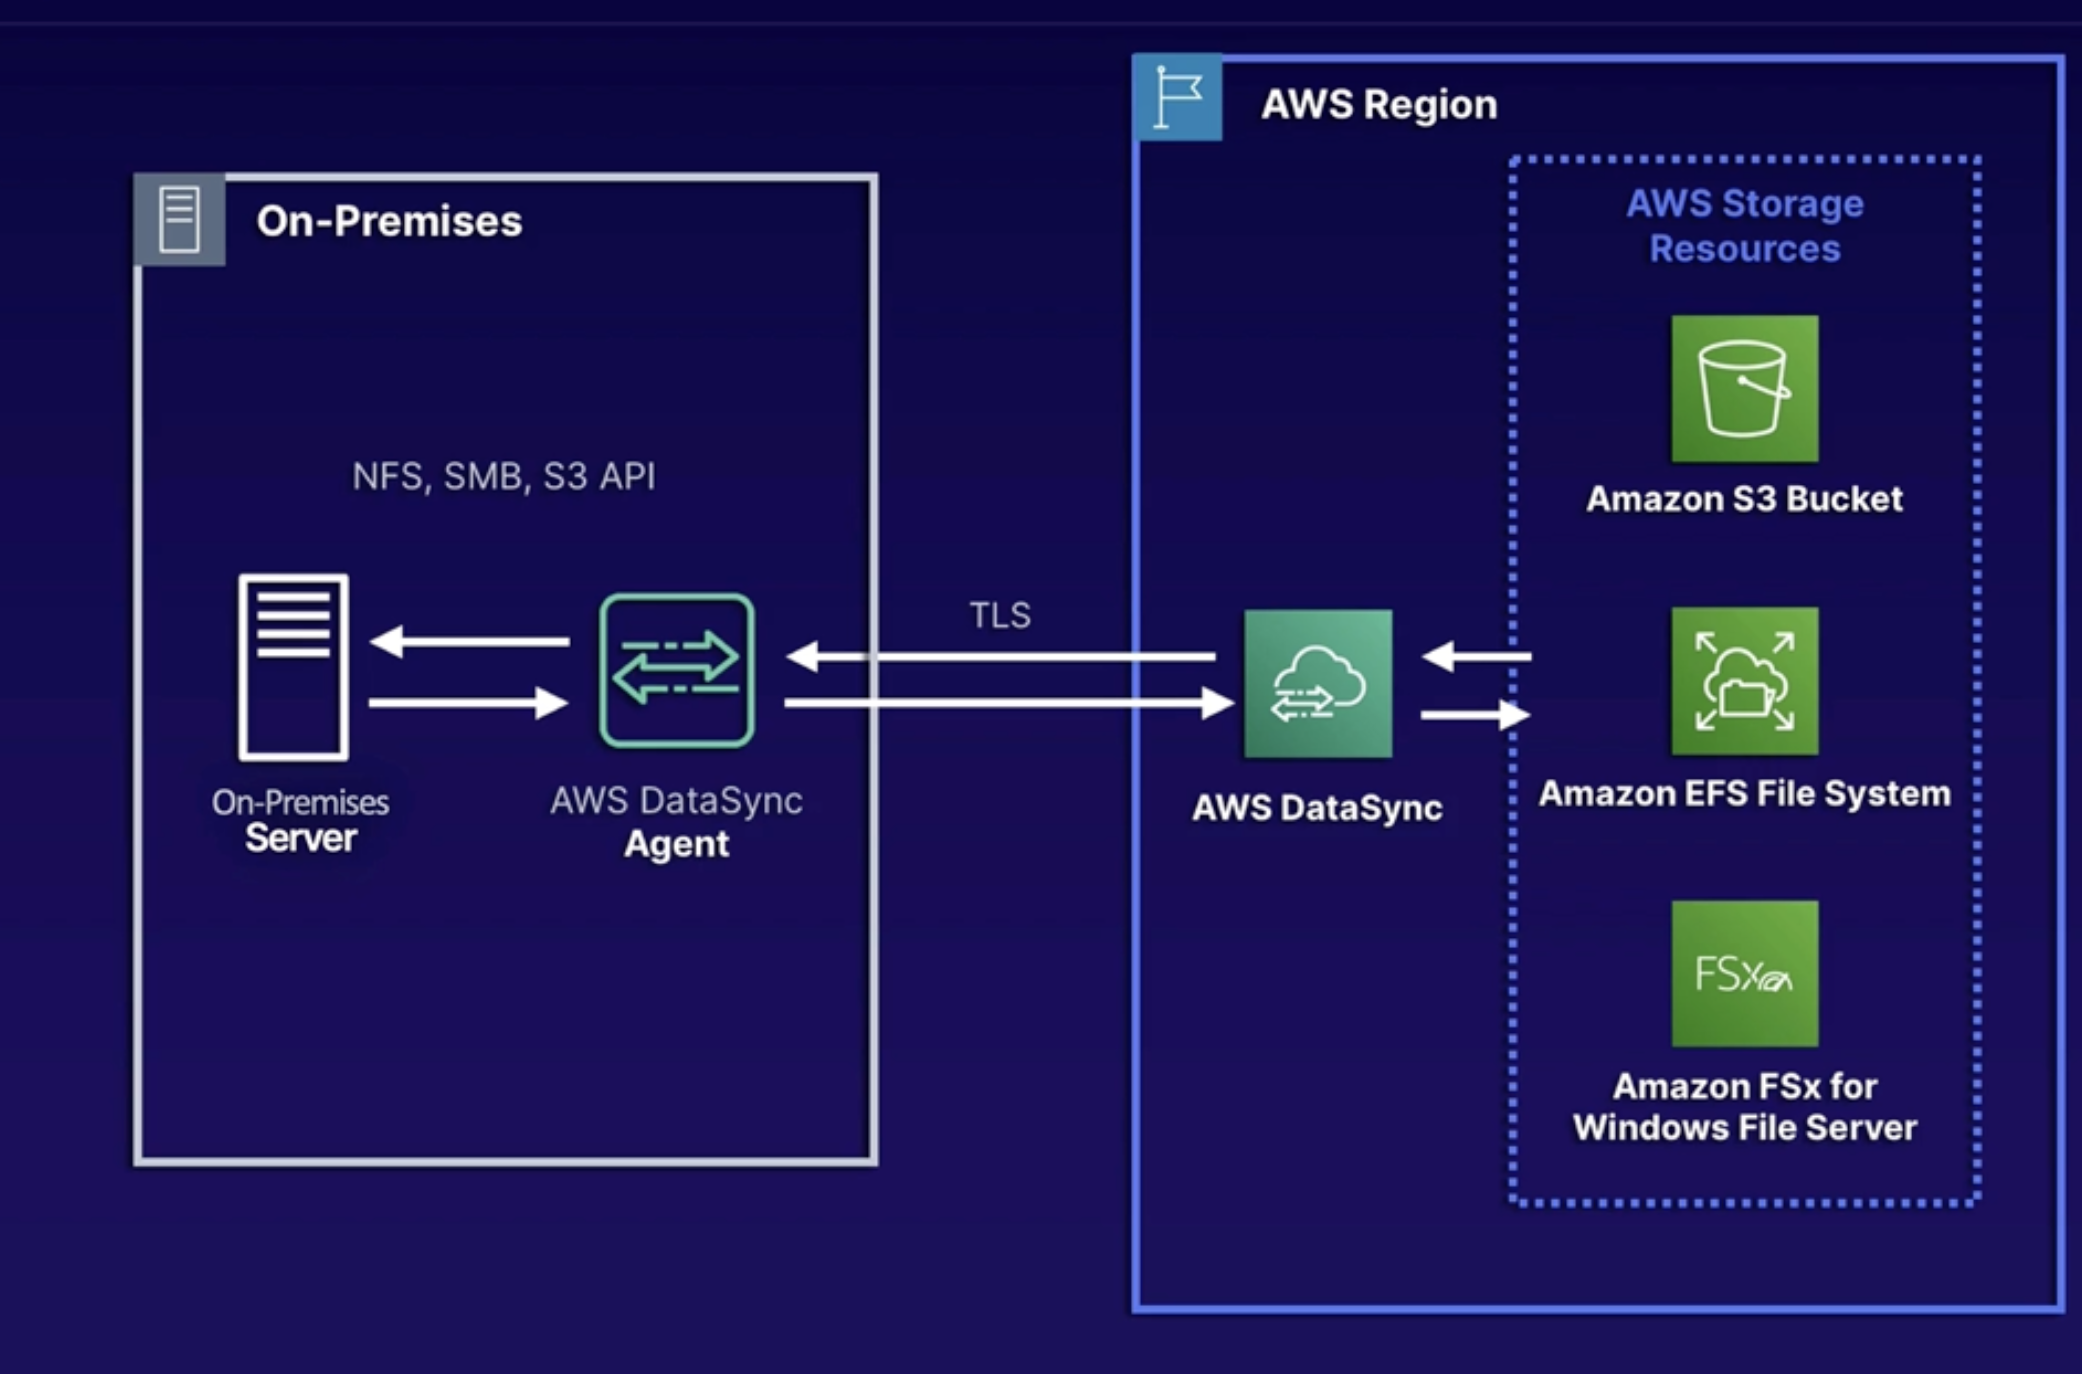 AWS Region
On-Premises
AWS Storage
Resources
NFS, SMB, S3 API
Amazon S3 Bucket
TLS
On-Premises
Server
AWS DataSync
Agent
AWS DataSync
Amazon EFS File System
FSx
Amazon FSx for
Windows File Server